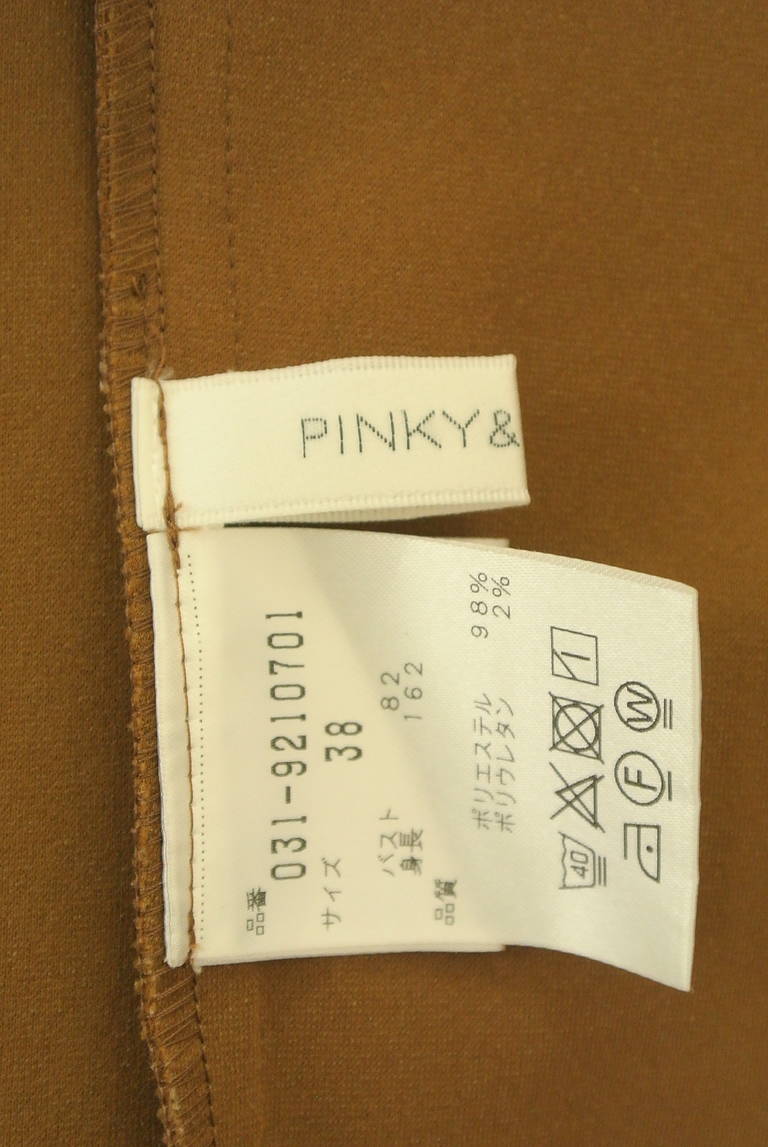 PINKY&
品番 031-9210701
サイズ 38
バスト 82
身長 162
品質
ポリエステル 98%
ポリウレタン 2%
40
F W